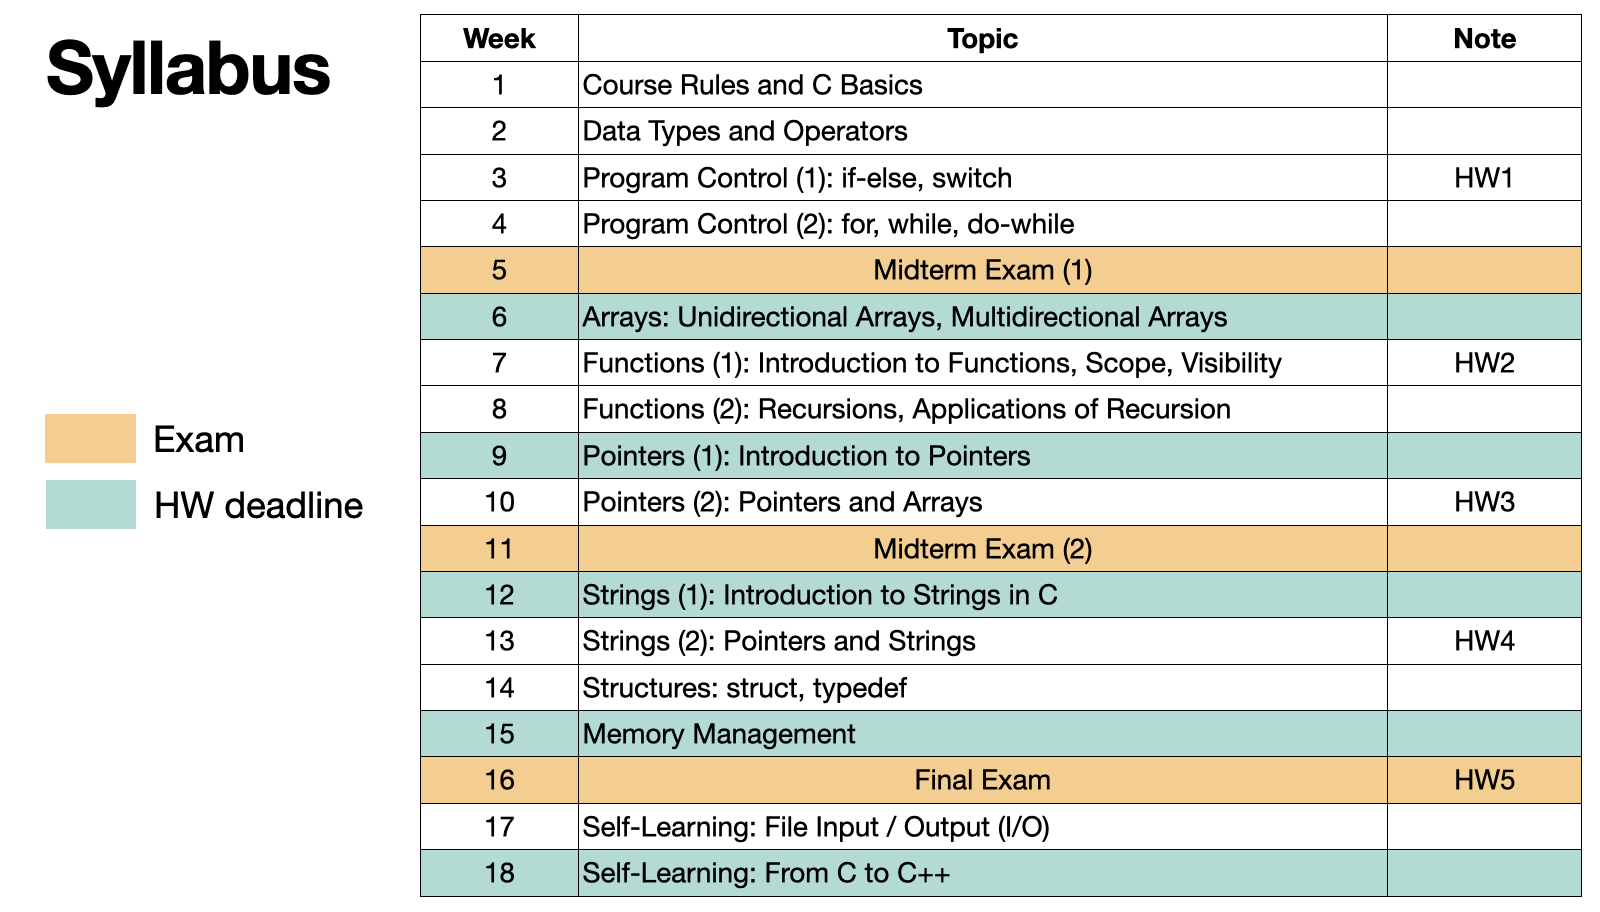 Syllabus
Week Topic Note
1 Course Rules and C Basics
2 Data Types and Operators
3 Program Control (1): if-else, switch HW1
4 Program Control (2): for, while, do-while
5 Midterm Exam (1)
6 Arrays: Unidirectional Arrays, Multidirectional Arrays
7 Functions (1): Introduction to Functions, Scope, Visibility HW2
8 Functions (2): Recursions, Applications of Recursion
9 Pointers (1): Introduction to Pointers
10 Pointers (2): Pointers and Arrays HW3
11 Midterm Exam (2)
12 Strings (1): Introduction to Strings in C
13 Strings (2): Pointers and Strings HW4
14 Structures: struct, typedef
15 Memory Management
16 Final Exam HW5
17 Self-Learning: File Input / Output (I/O)
18 Self-Learning: From C to C++
Exam
HW deadline